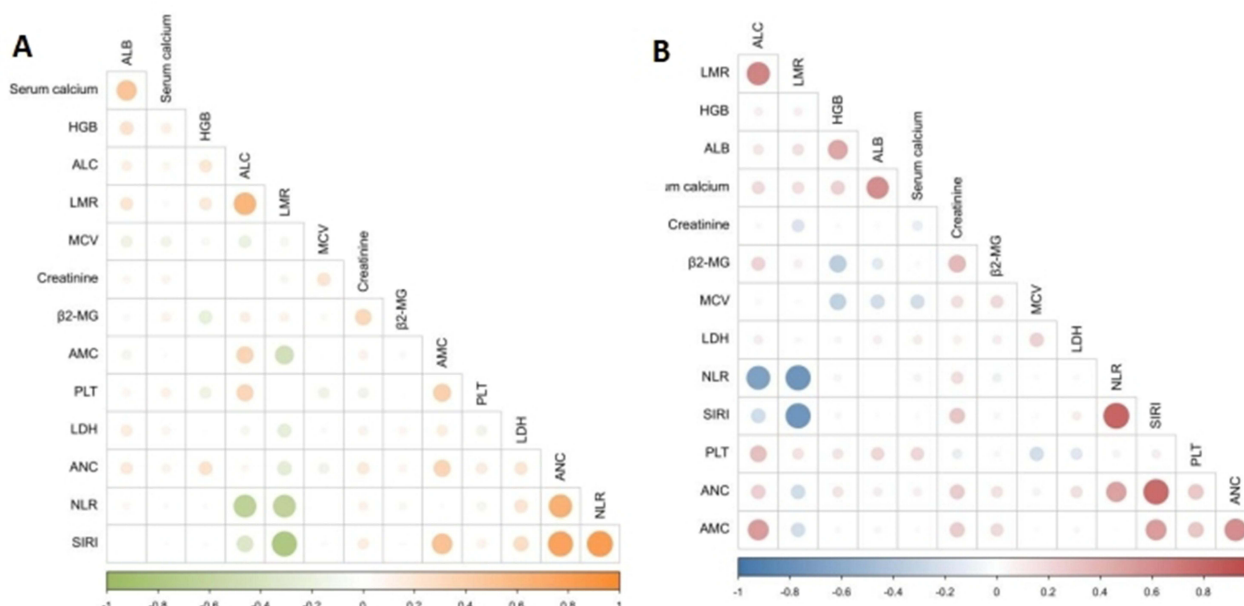 A
ALB
Serum calcium
HGB
ALC
LMR
MCV
Creatinine
β2-MG
AMC
PLT
LDH
ANC
NLR
Serum calcium
HGB
ALC
LMR
MCV
Creatinine
β2-MG
AMC
PLT
LDH
ANC
NLR
SIRI
-1 -0.8 -0.6 -0.4 -0.2 0 0.2 0.4 0.6 0.8 1
B
ALC
LMR
HGB
ALB
Serum calcium
Creatinine
β2-MG
MCV
LDH
NLR
SIRI
PLT
ANC
LMR
HGB
ALB
um calcium
Creatinine
β2-MG
MCV
LDH
NLR
SIRI
PLT
ANC
AMC
-1 -0.8 -0.6 -0.4 -0.2 0 0.2 0.4 0.6 0.8